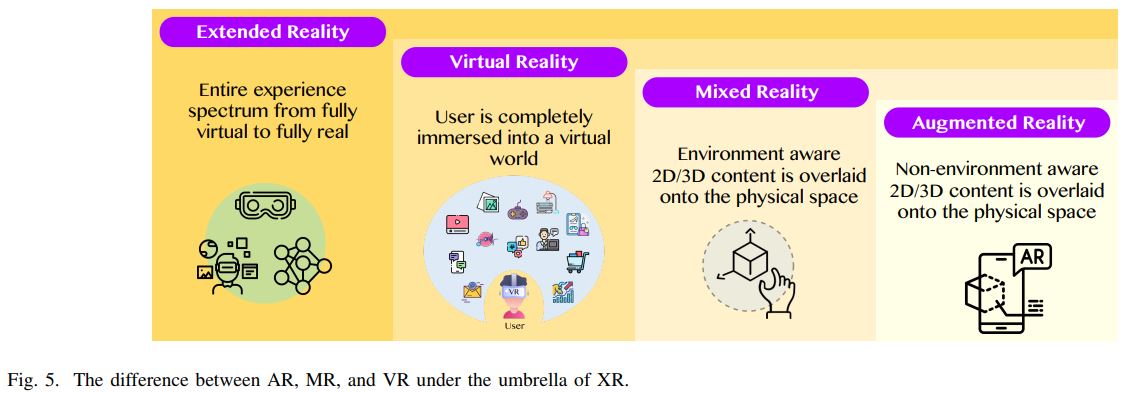 Extended Reality
Entire experience
spectrum from fully
virtual to fully real
Virtual Reality
User is completely
immersed into a virtual
world
VR
User
Mixed Reality
Environment aware
2D/3D content is overlaid
onto the physical space
Augmented Reality
Non-environment aware
2D/3D content is overlaid
onto the physical space
AR
Fig. 5. The difference between AR, MR, and VR under the umbrella of XR.